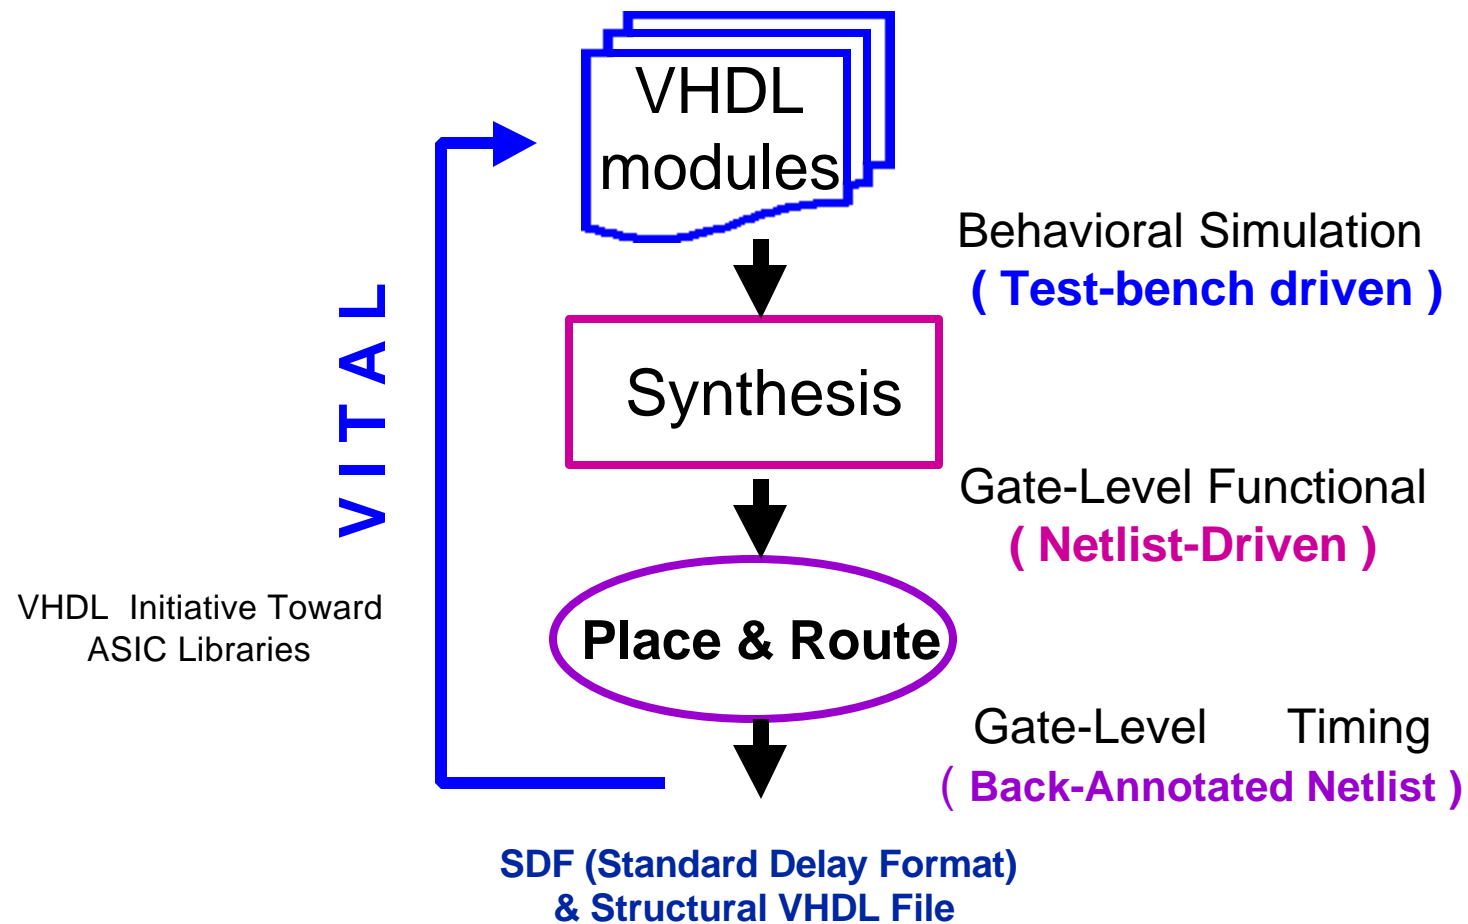 VHDL
modules
Behavioral Simulation
( Test-bench driven )
VITAL
Synthesis
Gate-Level Functional
( Netlist-Driven )
VHDL Initiative Toward
ASIC Libraries
Place & Route
Gate-Level Timing
( Back-Annotated Netlist )
SDF (Standard Delay Format)
& Structural VHDL File